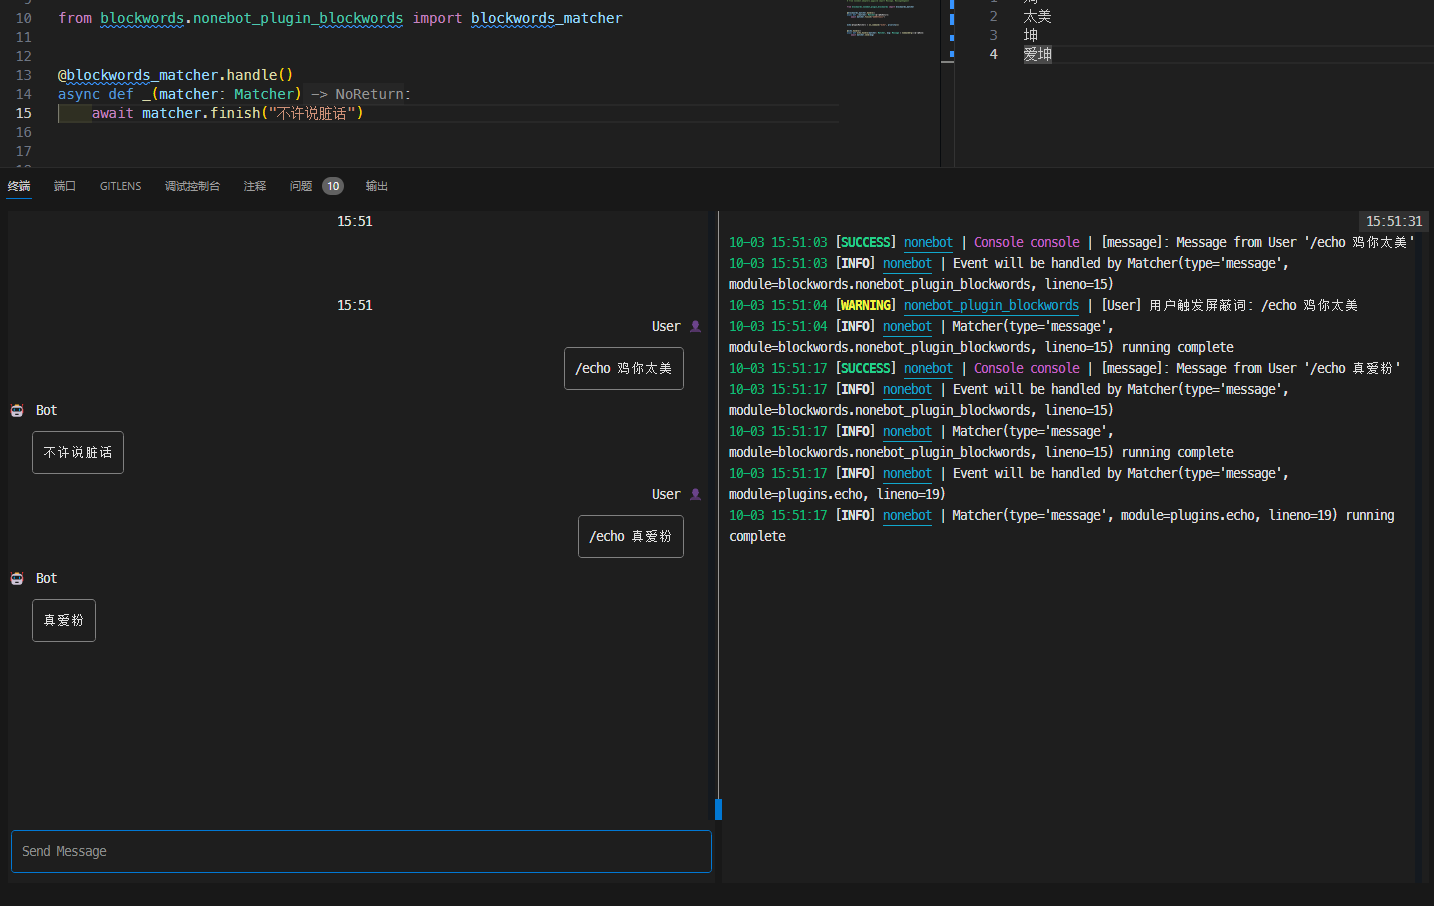 10 from blockwords.nonebot_plugin_blockwords import blockwords_matcher
11
12
13 @blockwords_matcher.handle()
14 async def _(matcher: Matcher) -> NoReturn:
15 await matcher.finish("不许说脏话")
16
17
2 太美
3 坤
4 爱坤
终端 端口 GITLENS 调试控制台 注释 问题 10 输出
15:51
15:51
User
/echo 鸡你太美
Bot
不许说脏话
User
/echo 真爱粉
Bot
真爱粉
Send Message
15:51:31
10-03 15:51:03 [SUCCESS] nonebot | Console console | [message]: Message from User '/echo 鸡你太美'
10-03 15:51:03 [INFO] nonebot | Event will be handled by Matcher(type='message',
module=blockwords.nonebot_plugin_blockwords, lineno=15)
10-03 15:51:04 [WARNING] nonebot_plugin_blockwords | [User] 用户触发屏蔽词: /echo 鸡你太美
10-03 15:51:04 [INFO] nonebot | Matcher(type='message',
module=blockwords.nonebot_plugin_blockwords, lineno=15) running complete
10-03 15:51:17 [SUCCESS] nonebot | Console console | [message]: Message from User '/echo 真爱粉'
10-03 15:51:17 [INFO] nonebot | Event will be handled by Matcher(type='message',
module=blockwords.nonebot_plugin_blockwords, lineno=15)
10-03 15:51:17 [INFO] nonebot | Matcher(type='message',
module=blockwords.nonebot_plugin_blockwords, lineno=15) running complete
10-03 15:51:17 [INFO] nonebot | Event will be handled by Matcher(type='message',
module=plugins.echo, lineno=19)
10-03 15:51:17 [INFO] nonebot | Matcher(type='message', module=plugins.echo, lineno=19) running
complete